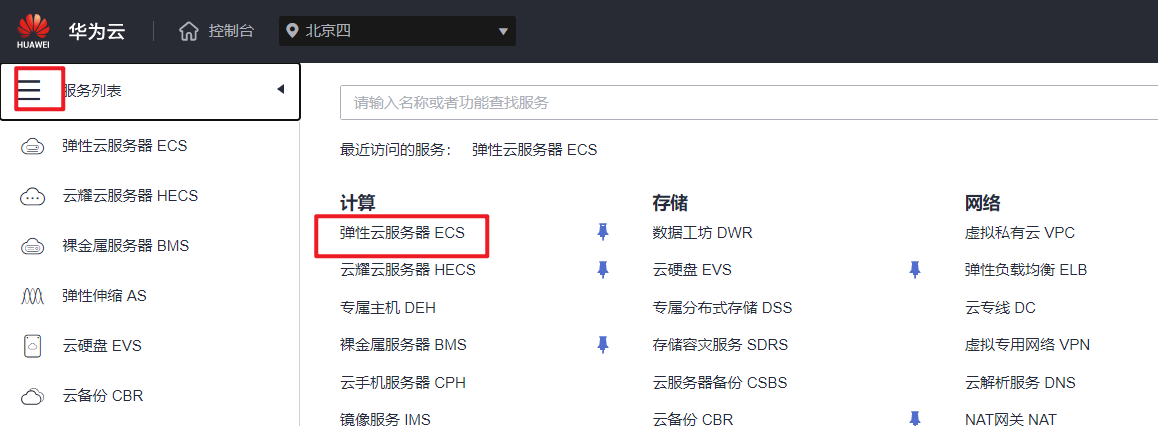 HUAWEI 华为云 控制台 北京四
服务列表
弹性云服务器 ECS
云耀云服务器 HECS
裸金属服务器 BMS
弹性伸缩 AS
云硬盘 EVS
云备份 CBR
请输入名称或者功能查找服务
最近访问的服务： 弹性云服务器 ECS
计算
弹性云服务器 ECS
云耀云服务器 HECS
专属主机 DEH
裸金属服务器 BMS
云手机服务器 CPH
镜像服务 IMS
存储
数据工坊 DWR
云硬盘 EVS
专属分布式存储 DSS
存储容灾服务 SDRS
云服务器备份 CSBS
云备份 CBR
网络
虚拟私有云 VPC
弹性负载均衡 ELB
云专线 DC
虚拟专用网络 VPN
云解析服务 DNS
NAT网关 NAT